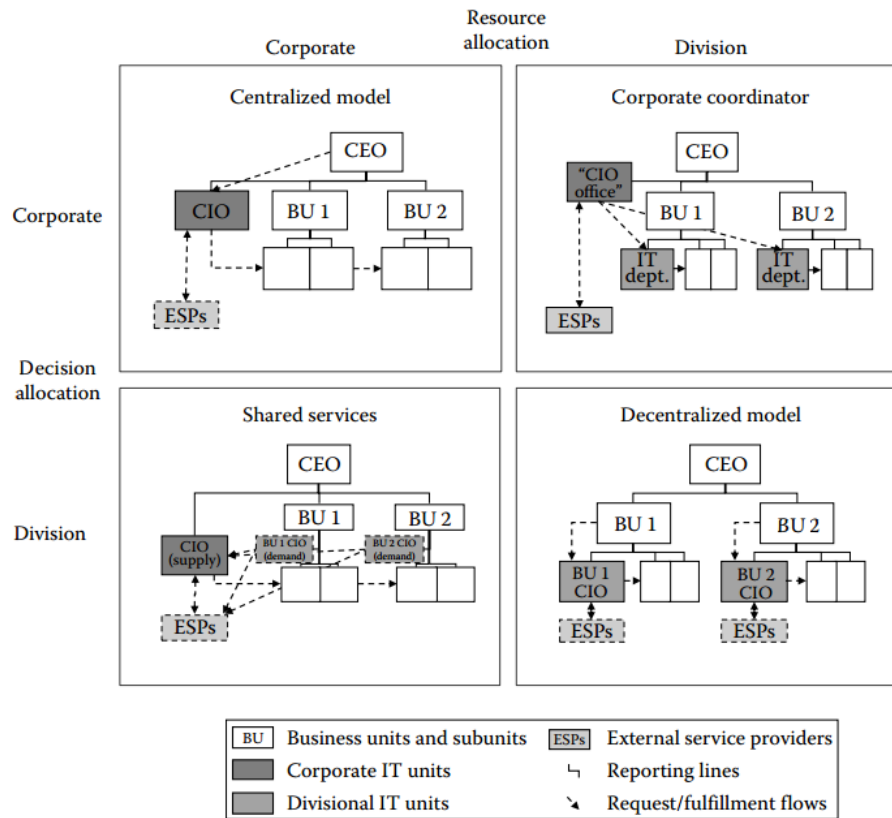 Resource
allocation
Corporate
Division
Decision
allocation
Corporate
Division
Centralized model
CEO
CIO
BU 1
BU 2
ESPs
Corporate coordinator
CEO
“CIO
office”
BU 1
BU 2
IT
dept.
IT
dept.
ESPs
Shared services
CEO
BU 1
BU 2
CIO
(supply)
BU 1 CIO
(demand)
BU 2 CIO
(demand)
ESPs
Decentralized model
CEO
BU 1
BU 2
BU 1
CIO
BU 2
CIO
ESPs
ESPs
BU Business units and subunits
Corporate IT units
Divisional IT units
ESPs External service providers
Reporting lines
Request/fulfillment flows